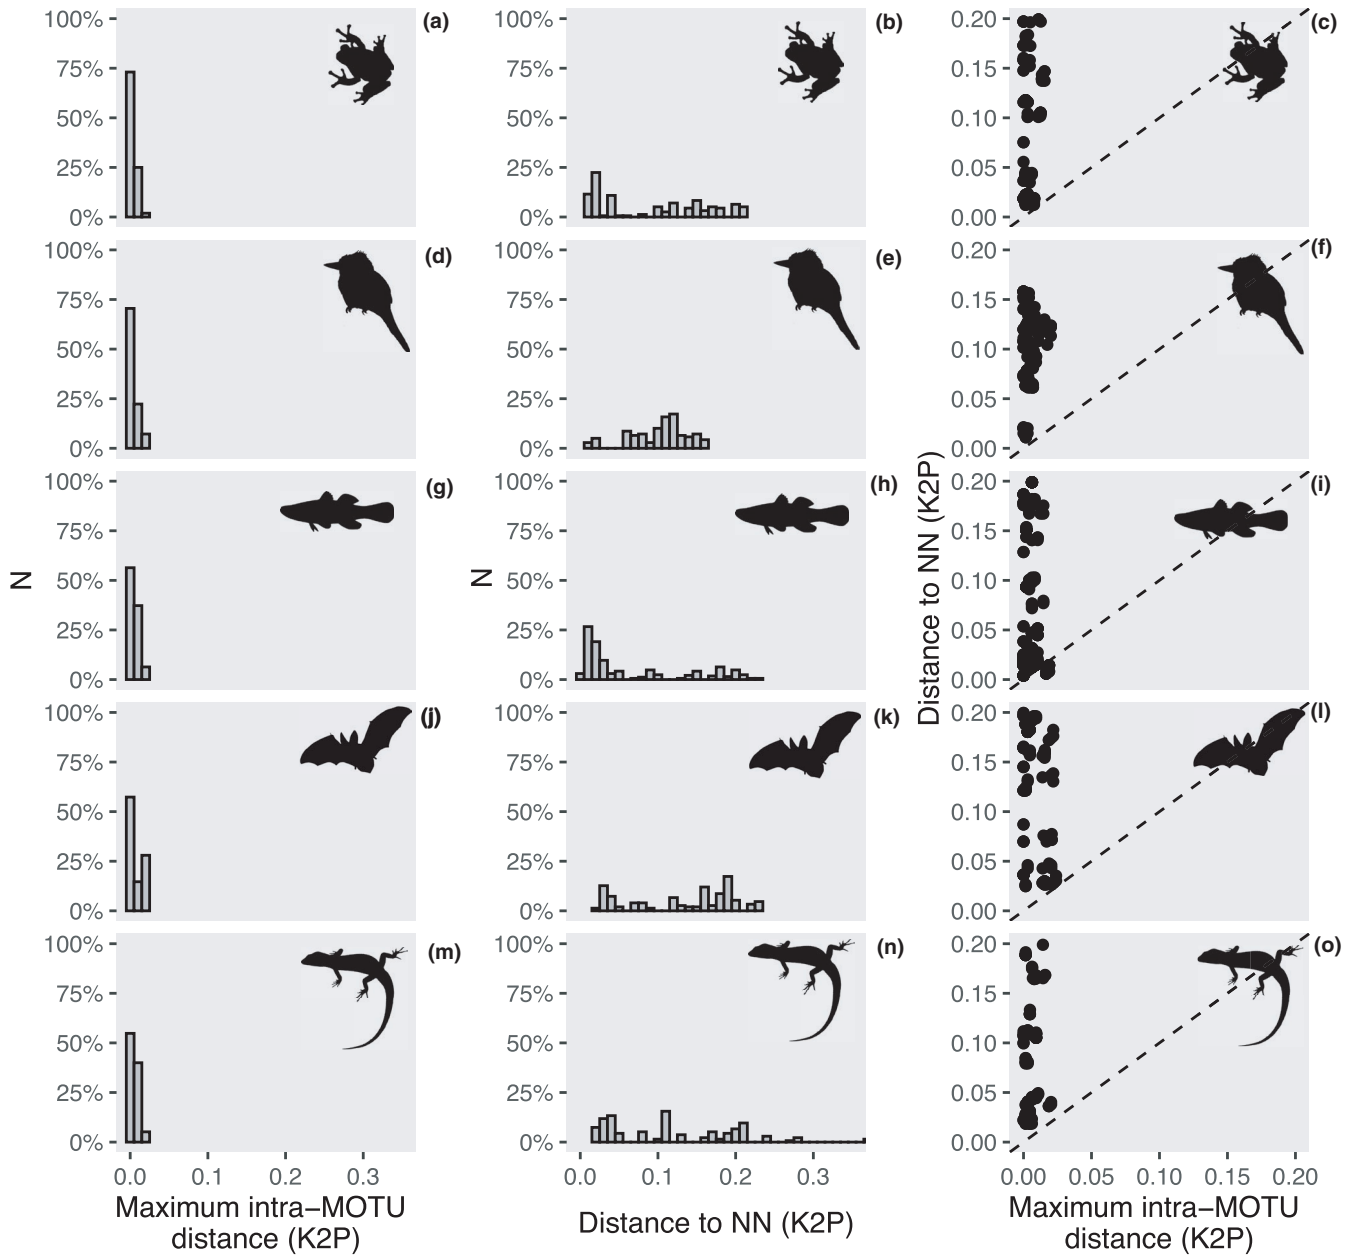 100%
75%
50%
25%
0%
(a)
100%
75%
50%
25%
0%
(b)
0.20
0.15
0.10
0.05
0.00
(c)
100%
75%
50%
25%
0%
(d)
100%
75%
50%
25%
0%
(e)
0.20
0.15
0.10
0.05
0.00
(f)
100%
75%
50%
25%
0%
(g)
100%
75%
50%
25%
0%
(h)
0.20
0.15
0.10
0.05
0.00
(i)
N
N
Distance to NN (K2P)
100%
75%
50%
25%
0%
(j)
100%
75%
50%
25%
0%
(k)
0.20
0.15
0.10
0.05
0.00
(l)
100%
75%
50%
25%
0%
(m)
100%
75%
50%
25%
0%
(n)
0.20
0.15
0.10
0.05
0.00
(o)
0.0 0.1 0.2 0.3
Maximum intra−MOTU
distance (K2P)
0.0 0.1 0.2 0.3
Distance to NN (K2P)
0.00 0.05 0.10 0.15 0.20
Maximum intra−MOTU
distance (K2P)